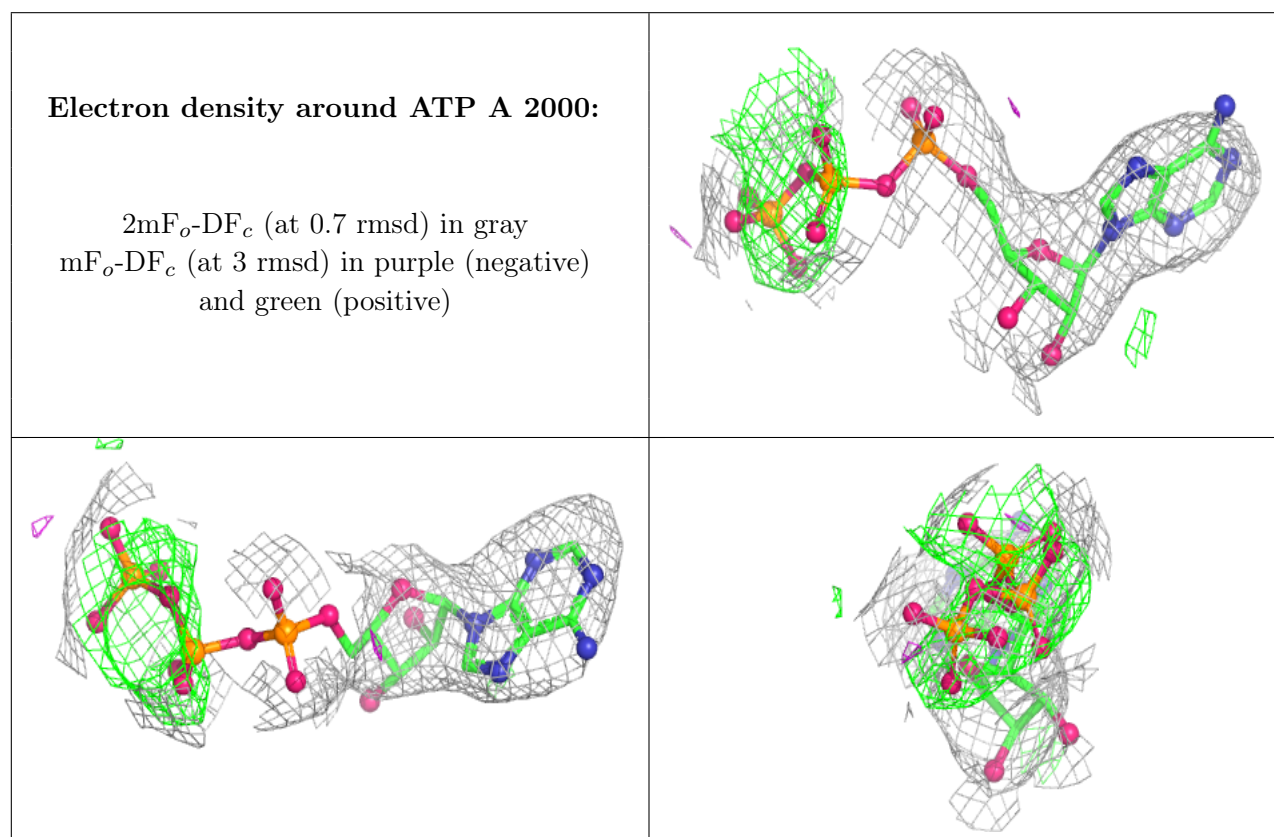 Electron density around ATP A 2000:
2mFₒ-DF𝒸 (at 0.7 rmsd) in gray
mFₒ-DF𝒸 (at 3 rmsd) in purple (negative)
and green (positive)